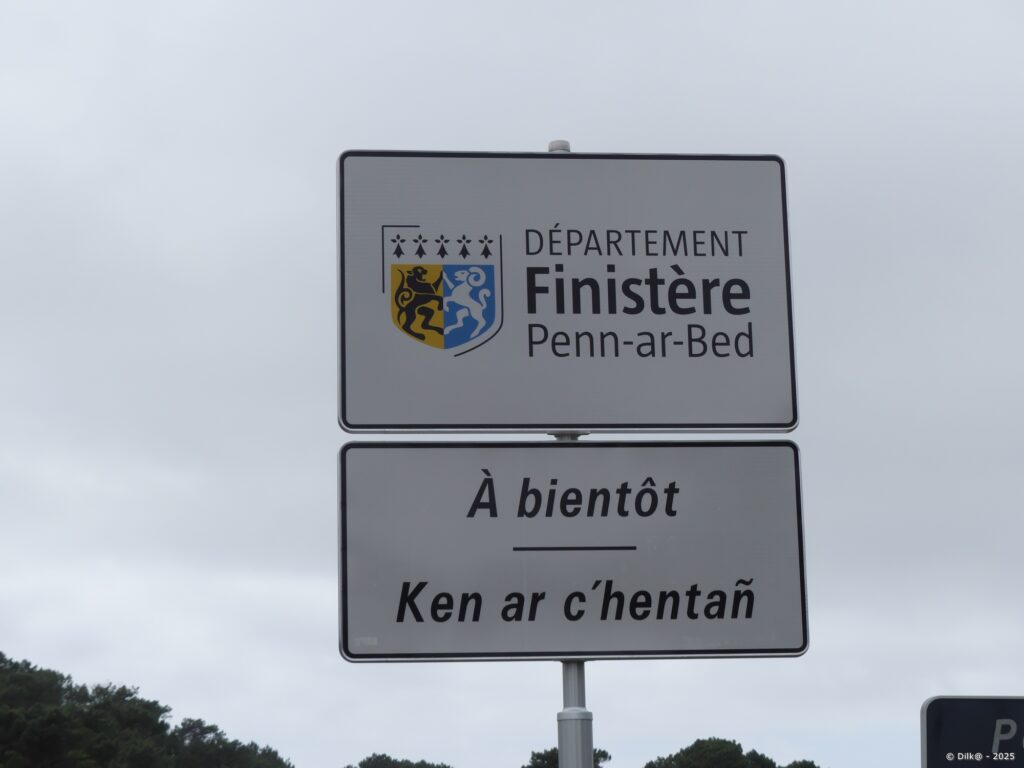 DÉPARTEMENT
Finistère
Penn-ar-Bed
À bientôt
Ken ar c´hentañ
© Dilk@ - 2025